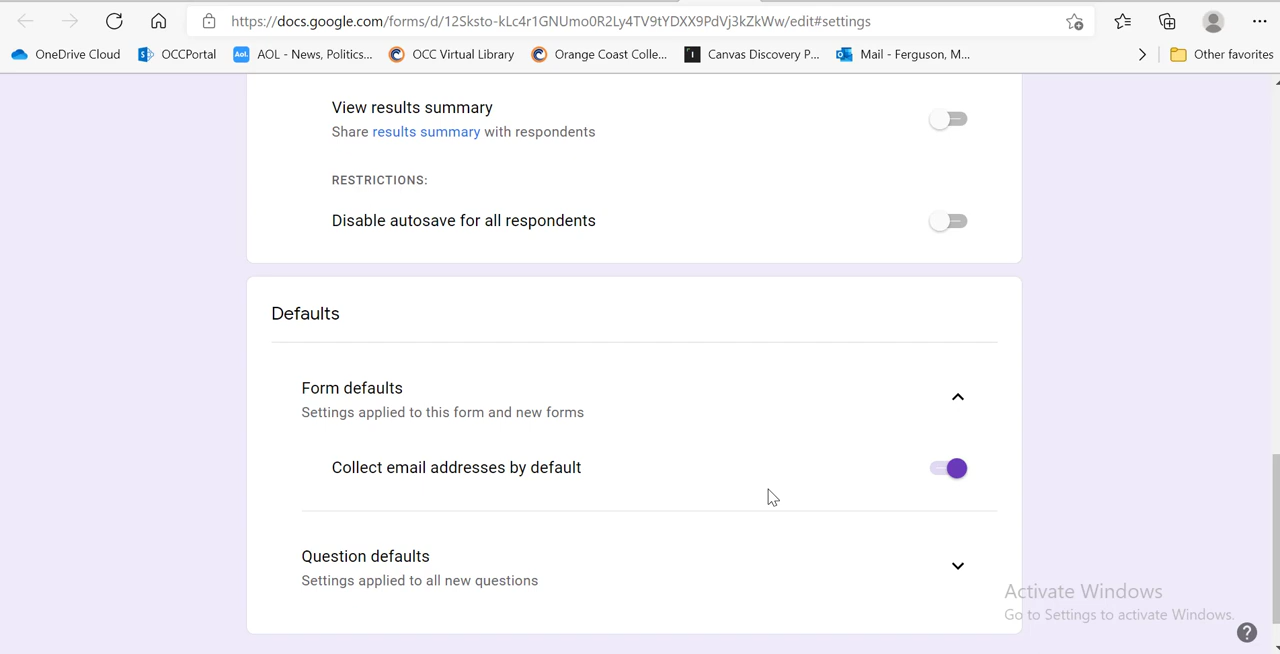 https://docs.google.com/forms/d/12Sksto-kLc4r1GNUmo0R2Ly4TV9tYDXX9PdVj3kZkWw/edit#settings
OneDrive Cloud
S
OCCPortal
Aol.
AOL - News, Politics...
OCC Virtual Library
Orange Coast Colle...
I
Canvas Discovery P...
Mail - Ferguson, M...
Other favorites
View results summary
Share results summary with respondents
RESTRICTIONS:
Disable autosave for all respondents
Defaults
Form defaults
Settings applied to this form and new forms
Collect email addresses by default
Question defaults
Settings applied to all new questions
Activate Windows
Go to Settings to activate Windows.
?